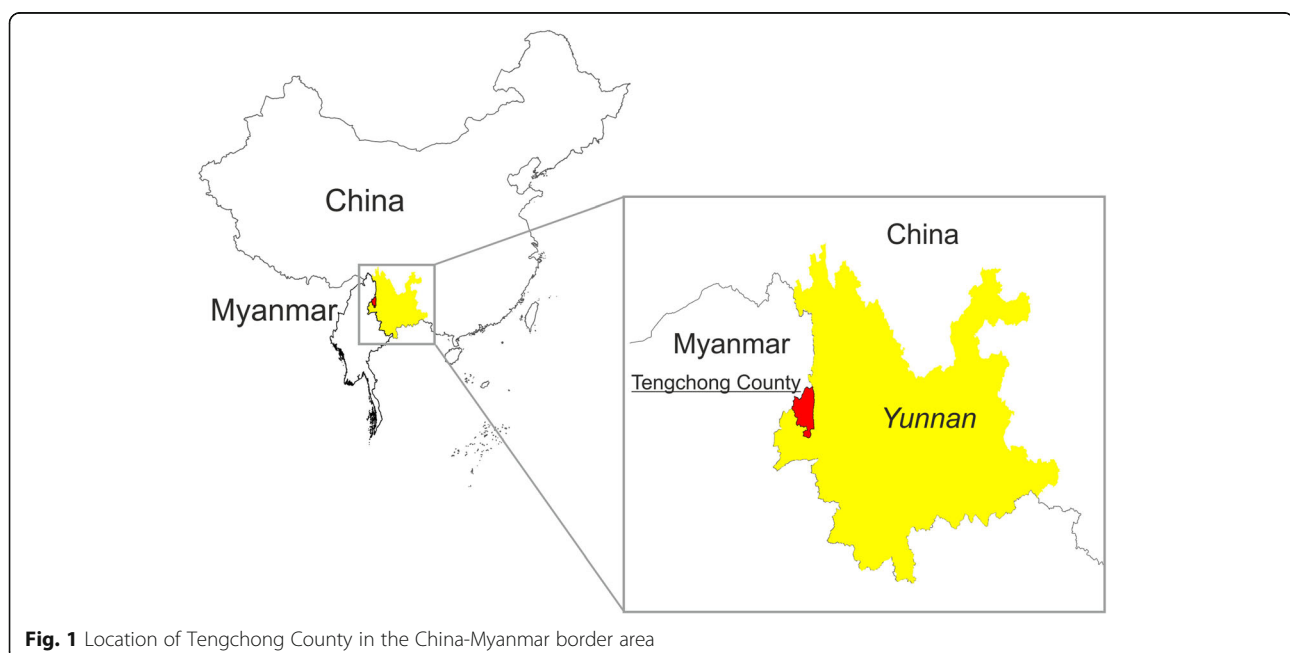 China
Myanmar
China
Myanmar
Tengchong County
Yunnan
Fig. 1 Location of Tengchong County in the China-Myanmar border area